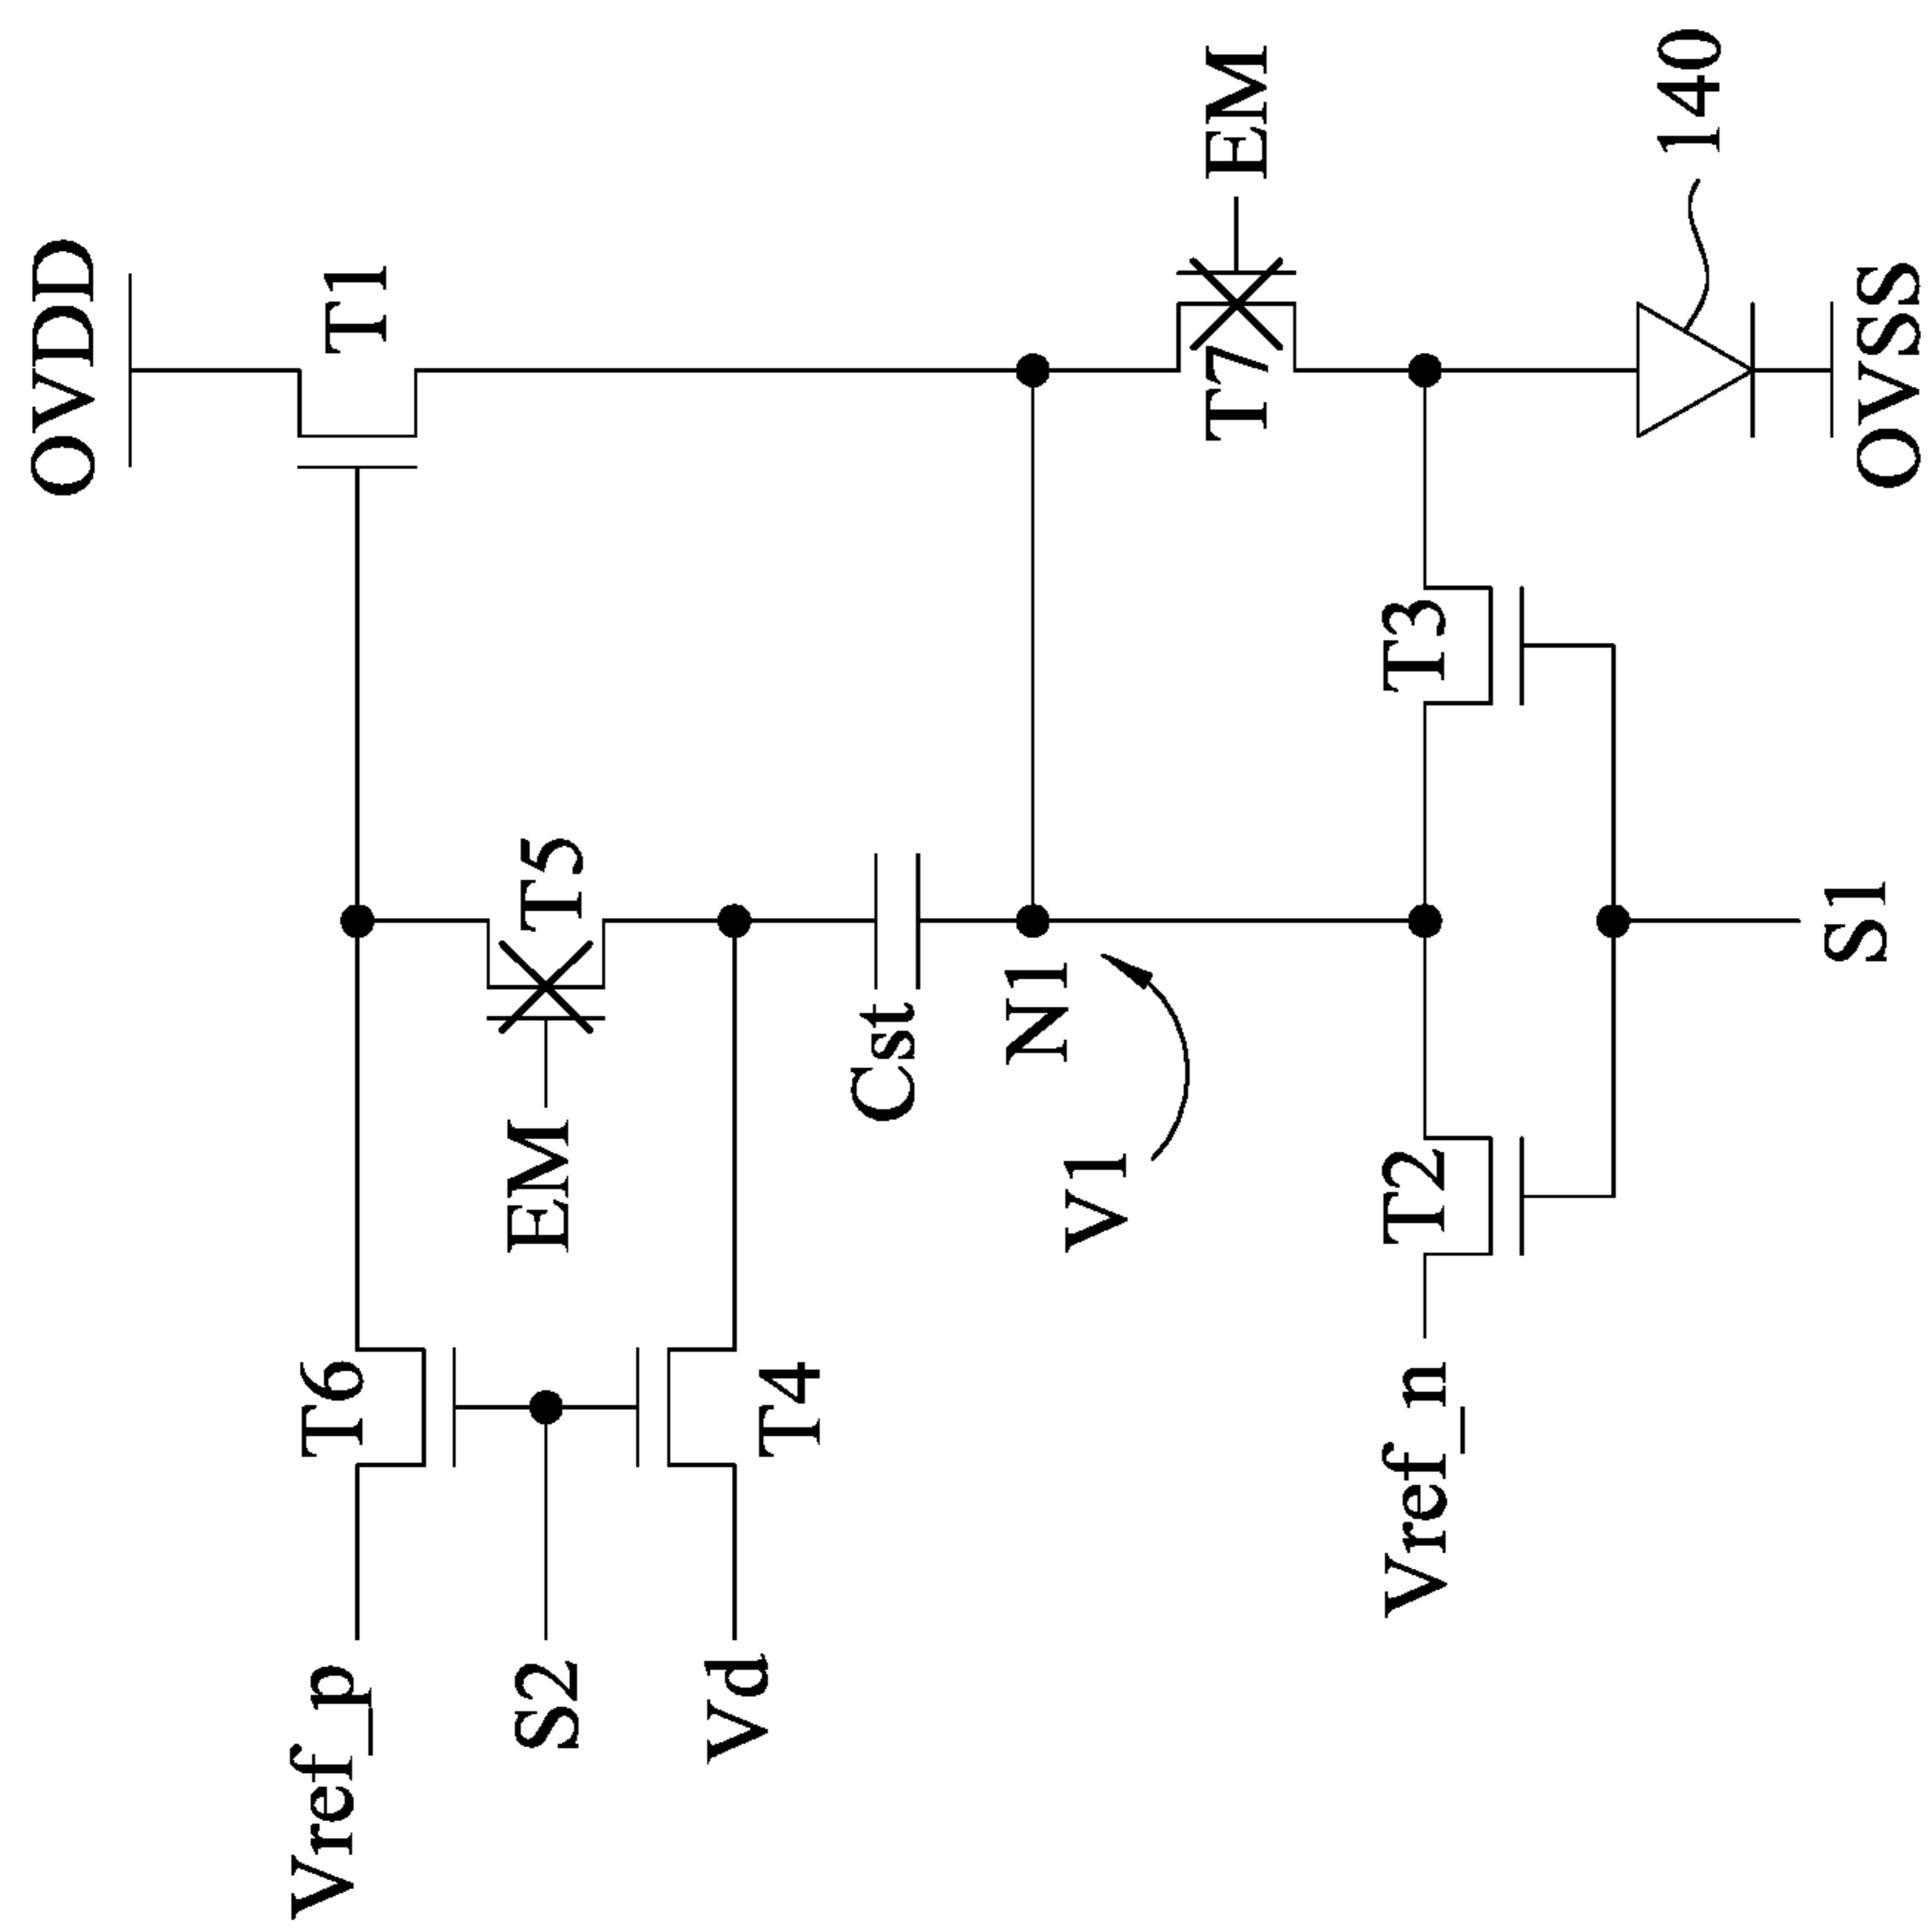 OVDD
T1
EM
140
T7
OVSS
T3
T5
S1
Cst
N1
EM
V1
T2
T6
T4
Vref_n
Vref_p
S2
Vd